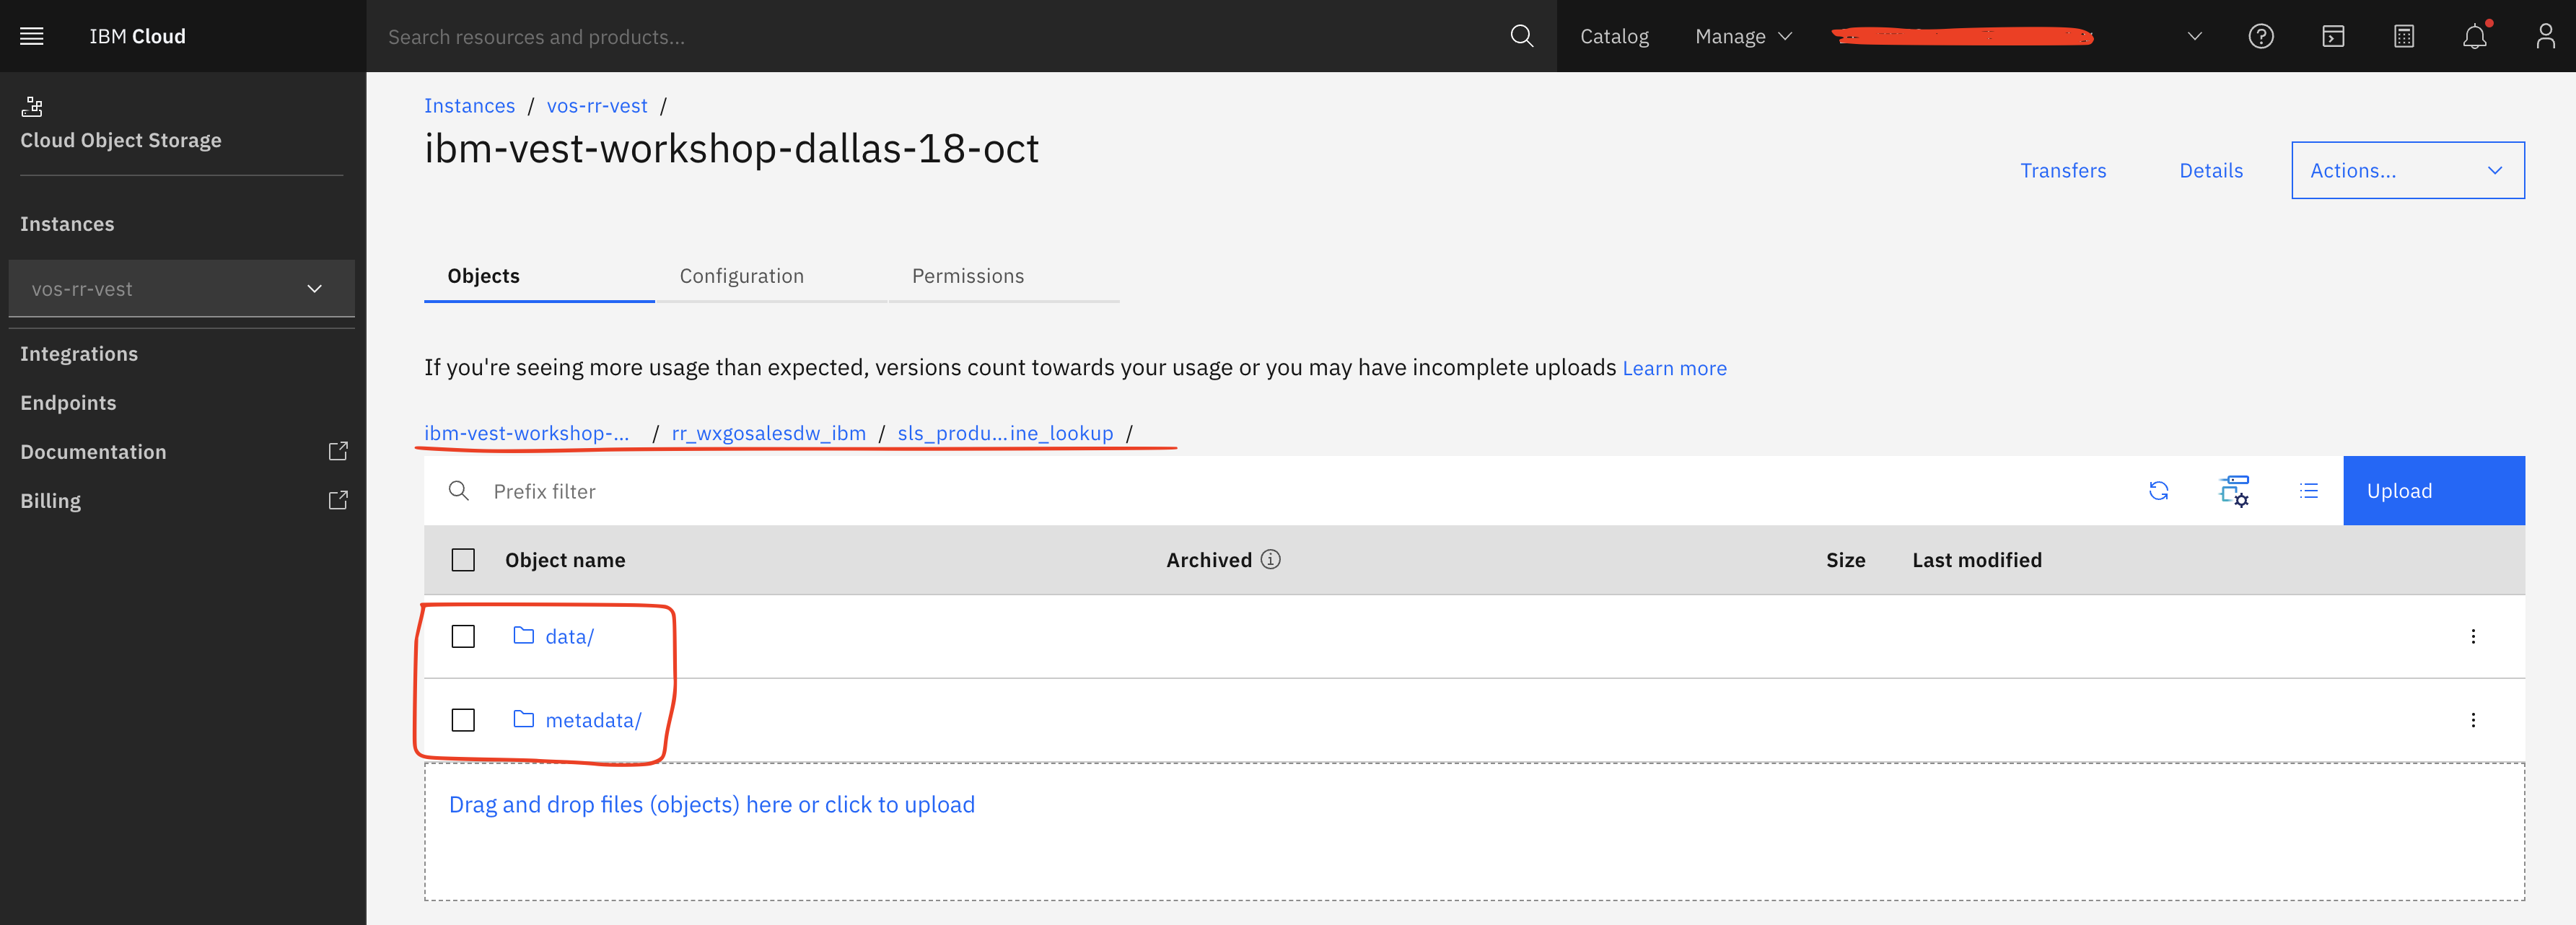 IBM Cloud
Search resources and products...
Catalog
Manage
Cloud Object Storage
Instances
vos-rr-vest
Integrations
Endpoints
Documentation
Billing
Instances / vos-rr-vest /
ibm-vest-workshop-dallas-18-oct
Transfers
Details
Actions...
Objects
Configuration
Permissions
If you're seeing more usage than expected, versions count towards your usage or you may have incomplete uploads Learn more
ibm-vest-workshop-... / rr_wxgosalesdw_ibm / sls_produ...ine_lookup /
Prefix filter
Upload
Object name
Archived
Size
Last modified
data/
metadata/
Drag and drop files (objects) here or click to upload